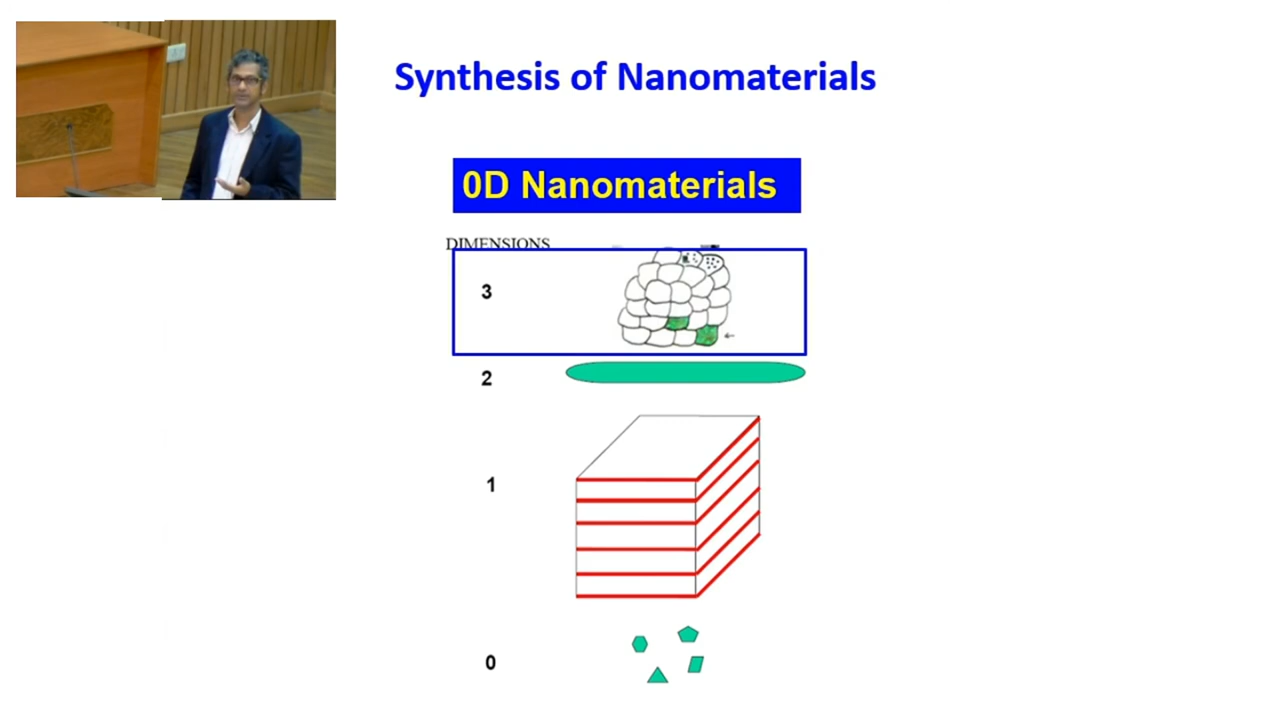 Synthesis of Nanomaterials
0D Nanomaterials
DIMENSIONS
3
2
1
0